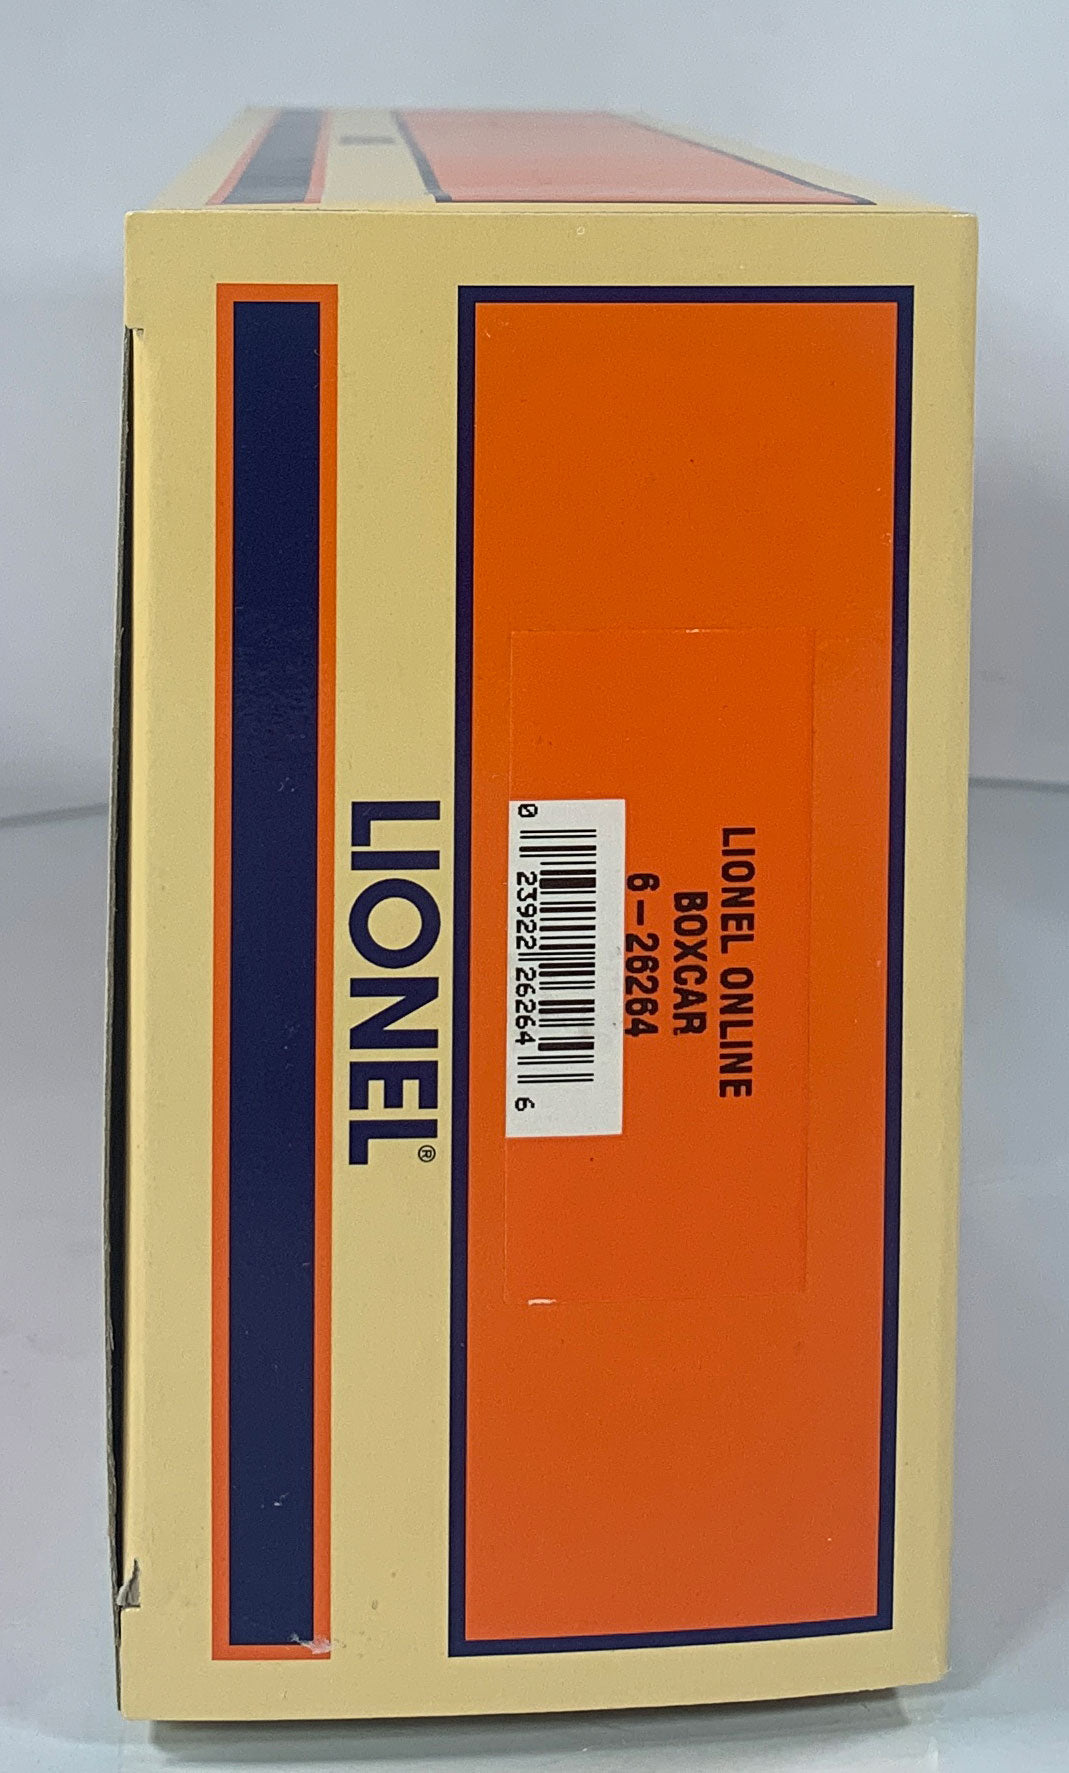 LIONEL ONLINE
BOXCAR
6-26264
0 23922 26264 6
LIONEL®